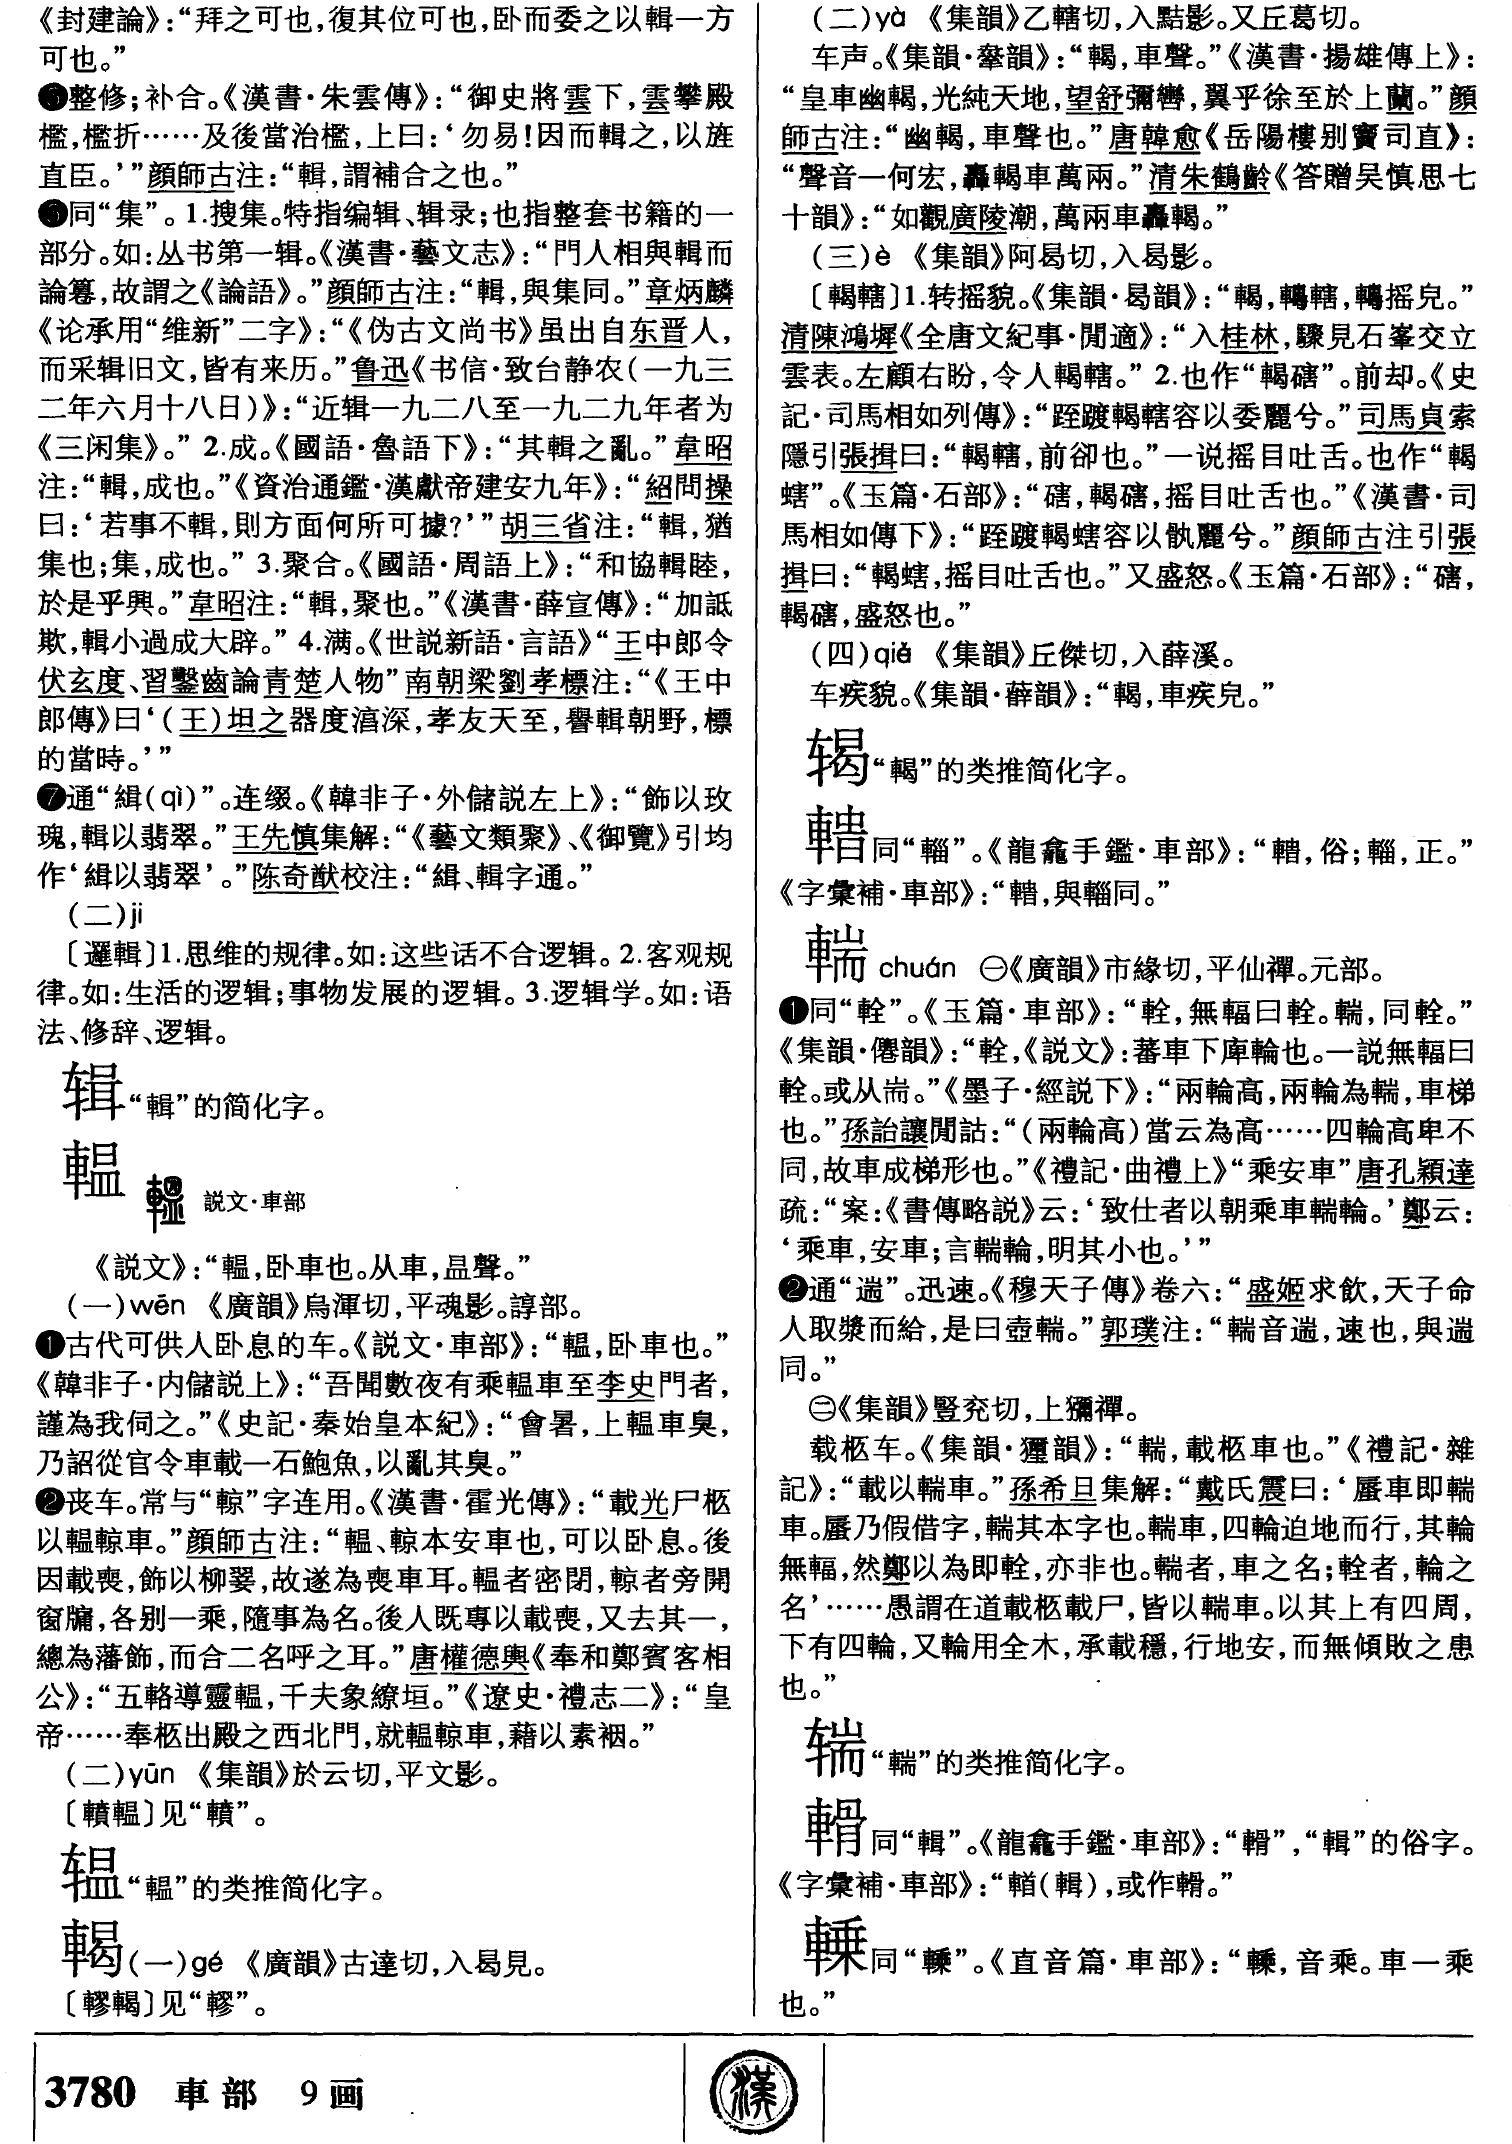 《封建論》：“拜之可也，復其位可也，卧而委之以輯一方
可也。”
❺整修；补合。《漢書·朱雲傳》：“御史將雲下，雲攀殿
檻，檻折……及後當治檻，上曰：‘勿易！因而輯之，以旌
直臣。’”顔師古注：“輯，謂補合之也。”
❻同“集”。1.搜集。特指编辑、辑录；也指整套书籍的一
部分。如：丛书第一辑。《漢書·藝文志》：“門人相與輯而
論篹，故謂之《論語》。”顔師古注：“輯，與集同。”章炳麟
《论承用“维新”二字》：“《伪古文尚书》虽出自东晋人，
而采辑旧文，皆有来历。”鲁迅《书信·致台静农（一九三
二年六月十八日）》：“近辑一九二八至一九二九年者为
《三闲集》。” 2.成。《國語·魯語下》：“其輯之亂。”韋昭
注：“輯，成也。”《資治通鑑·漢獻帝建安九年》：“紹問操
曰：‘若事不輯，則方面何所可據？’”胡三省注：“輯，猶
集也；集，成也。” 3.聚合。《國語·周語上》：“和協輯睦，
於是乎興。”韋昭注：“輯，聚也。”《漢書·薛宣傳》：“加詆
欺，輯小過成大辟。” 4.满。《世説新語·言語》“王中郎令
伏玄度、習鑿齒論青楚人物”南朝梁劉孝標注：“《王中
郎傳》曰‘（王）坦之器度滀深，孝友天至，譽輯朝野，標
的當時。’”
❼通“緝（qì）”。连缀。《韓非子·外儲説左上》：“飾以玫
瑰，輯以翡翠。”王先慎集解：“《藝文類聚》、《御覽》引均
作‘緝以翡翠’。”陈奇猷校注：“緝、輯字通。”
（二）ji
〔邏輯〕1.思维的规律。如：这些话不合逻辑。2.客观规
律。如：生活的逻辑；事物发展的逻辑。3.逻辑学。如：语
法、修辞、逻辑。
辑“輯”的简化字。
轀 説文·車部
《説文》：“轀，卧車也。从車，昷聲。”
（一）wēn 《廣韻》烏渾切，平魂影。諄部。
❶古代可供人卧息的车。《説文·車部》：“轀，卧車也。”
《韓非子·内儲説上》：“吾聞數夜有乘轀車至李史門者，
謹為我伺之。”《史記·秦始皇本紀》：“會暑，上轀車臭，
乃詔從官令車載一石鮑魚，以亂其臭。”
❷丧车。常与“輬”字连用。《漢書·霍光傳》：“載光尸柩
以轀輬車。”顔師古注：“轀、輬本安車也，可以卧息。後
因載喪，飾以柳翣，故遂為喪車耳。轀者密閉，輬者旁開
窗牖，各别一乘，隨事為名。後人既專以載喪，又去其一，
總為藩飾，而合二名呼之耳。”唐權德輿《奉和鄭賓客相
公》：“五輅導靈轀，千夫象繚垣。”《遼史·禮志二》：“皇
帝……奉柩出殿之西北門，就轀輬車，藉以素裀。”
（二）yūn 《集韻》於云切，平文影。
〔轒轀〕见“轒”。
辒“轀”的类推简化字。
輵（一）gé 《廣韻》古達切，入曷見。
〔轇輵〕见“轇”。
（二）yà 《集韻》乙轄切，入黠影。又丘葛切。
车声。《集韻·舝韻》：“輵，車聲。”《漢書·揚雄傳上》：
“皇車幽輵，光純天地，望舒彌轡，翼乎徐至於上蘭。”顔
師古注：“幽輵，車聲也。”唐韓愈《岳陽樓别竇司直》：
“聲音一何宏，轟輵車萬兩。”清朱鶴齡《答贈吴慎思七
十韻》：“如觀廣陵潮，萬兩車轟輵。”
（三）è 《集韻》阿曷切，入曷影。
〔輵轄〕1.转摇貌。《集韻·曷韻》：“輵，轉轄，轉摇皃。”
清陳鴻墀《全唐文紀事·閒適》：“入桂林，驟見石峯交立
雲表。左顧右盼，令人輵轄。” 2.也作“輵磍”。前却。《史
記·司馬相如列傳》：“跮踱輵轄容以委麗兮。”司馬貞索
隱引張揖曰：“輵轄，前卻也。”一说摇目吐舌。也作“輵
螛”。《玉篇·石部》：“磍，輵磍，摇目吐舌也。”《漢書·司
馬相如傳下》：“跮踱輵螛容以骫麗兮。”顔師古注引張
揖曰：“輵螛，摇目吐舌也。”又盛怒。《玉篇·石部》：“磍，
輵磍，盛怒也。”
（四）qiè 《集韻》丘傑切，入薛溪。
车疾貌。《集韻·薛韻》：“輵，車疾皃。”
“輵”的类推简化字。
同“輜”。《龍龕手鑑·車部》：“，俗；輜，正。”
《字彙補·車部》：“，與輜同。”
輲 chuán ㊀《廣韻》市緣切，平仙禪。元部。
❶同“輇”。《玉篇·車部》：“輇，無輻曰輇。輲，同輇。”
《集韻·僊韻》：“輇，《説文》：蕃車下庳輪也。一説無輻曰
輇。或从耑。”《墨子·經説下》：“兩輪高，兩輪為輲，車梯
也。”孫詒讓閒詁：“（兩輪高）當云為高……四輪高卑不
同，故車成梯形也。”《禮記·曲禮上》“乘安車”唐孔穎達
疏：“案：《書傳略説》云：‘致仕者以朝乘車輲輪。’鄭云：
‘乘車，安車；言輲輪，明其小也。’”
❷通“遄”。迅速。《穆天子傳》卷六：“盛姬求飲，天子命
人取漿而給，是曰壺輲。”郭璞注：“輲音遄，速也，與遄
同。”
㊁《集韻》豎兖切，上獮禪。
载柩车。《集韻·獮韻》：“輲，載柩車也。”《禮記·雜
記》：“載以輲車。”孫希旦集解：“戴氏震曰：‘蜃車即輲
車。蜃乃假借字，輲其本字也。輲車，四輪迫地而行，其輪
無輻，然鄭以為即輇，亦非也。輲者，車之名；輇者，輪之
名’……愚謂在道載柩載尸，皆以輲車。以其上有四周，
下有四輪，又輪用全木，承載穩，行地安，而無傾敗之患
也。”
“輲”的类推简化字。
同“輯”。《龍龕手鑑·車部》：“”，“輯”的俗字。
《字彙補·車部》：“（輯），或作。”
同“”。《直音篇·車部》：“，音乘。車一乘
也。”
3780 車部 9画
漢